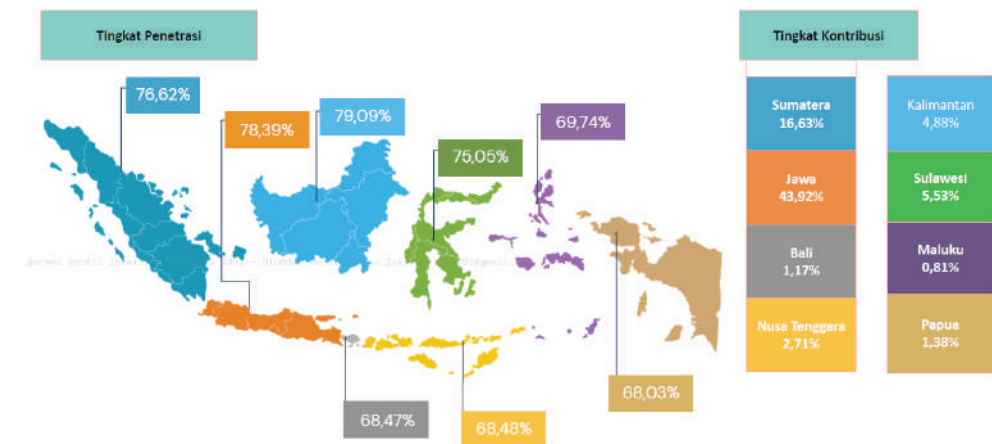 Tingkat Penetrasi
Tingkat Kontribusi
76,62%
78,39%
79,09%
75,05%
69,74%
68,47%
68,48%
68,03%
Sumatera
16,63%
Kalimantan
4,88%
Jawa
43,92%
Sulawesi
5,53%
Bali
1,17%
Maluku
0,81%
Nusa Tenggara
2,71%
Papua
1,38%